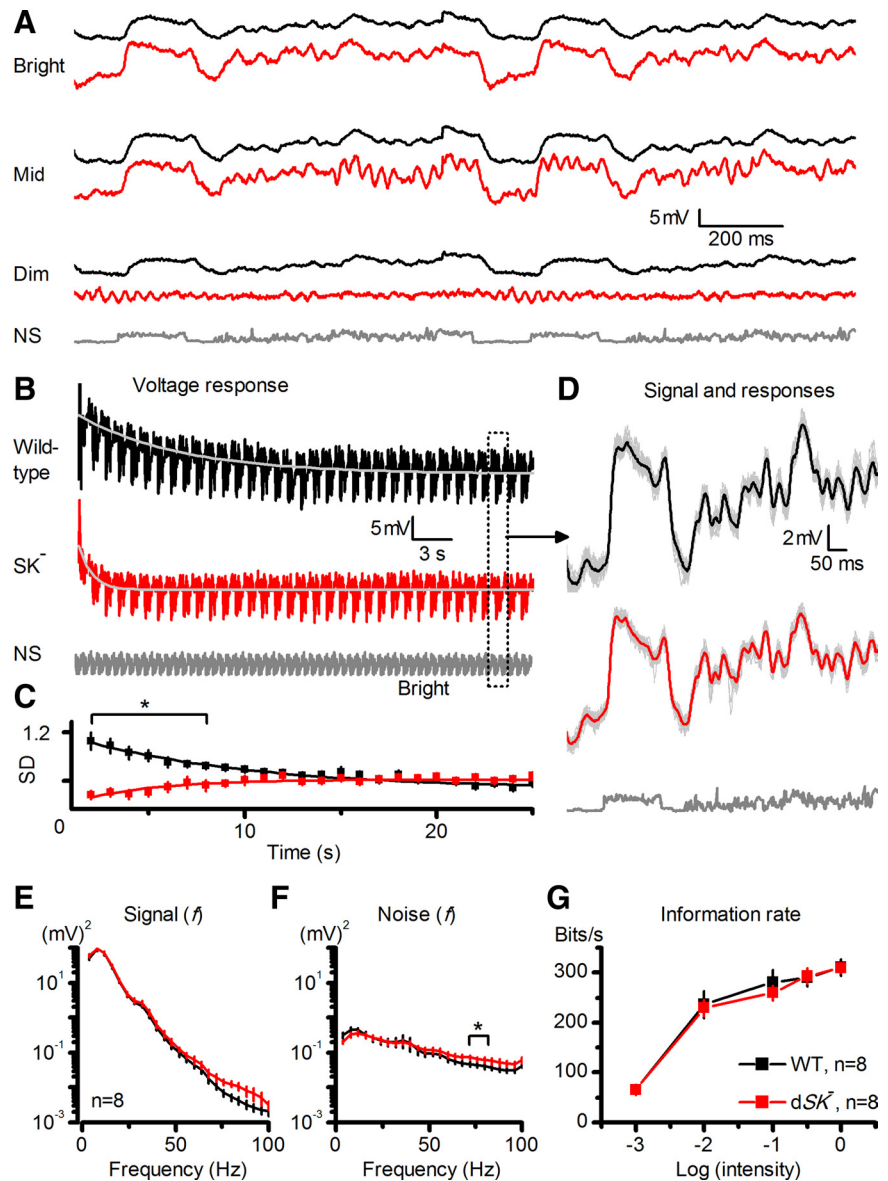 A
Bright
Mid
5mV
200 ms
Dim
NS
B Voltage response
Wild-
type
5mV
3 s
SK-
NS
Bright
D Signal and responses
2mV
50 ms
C
*
1.2
SD
0 10 20
Time (s)
E Signal (f)
(mV)²
10¹
10⁻¹
10⁻³
n=8
0 50 100
Frequency (Hz)
F Noise (f)
(mV)²
10¹
10⁻¹
10⁻³
*
0 50 100
Frequency (Hz)
G Information rate
Bits/s
300
200
100
0
WT, n=8
dSK-, n=8
-3 -2 -1 0
Log (intensity)